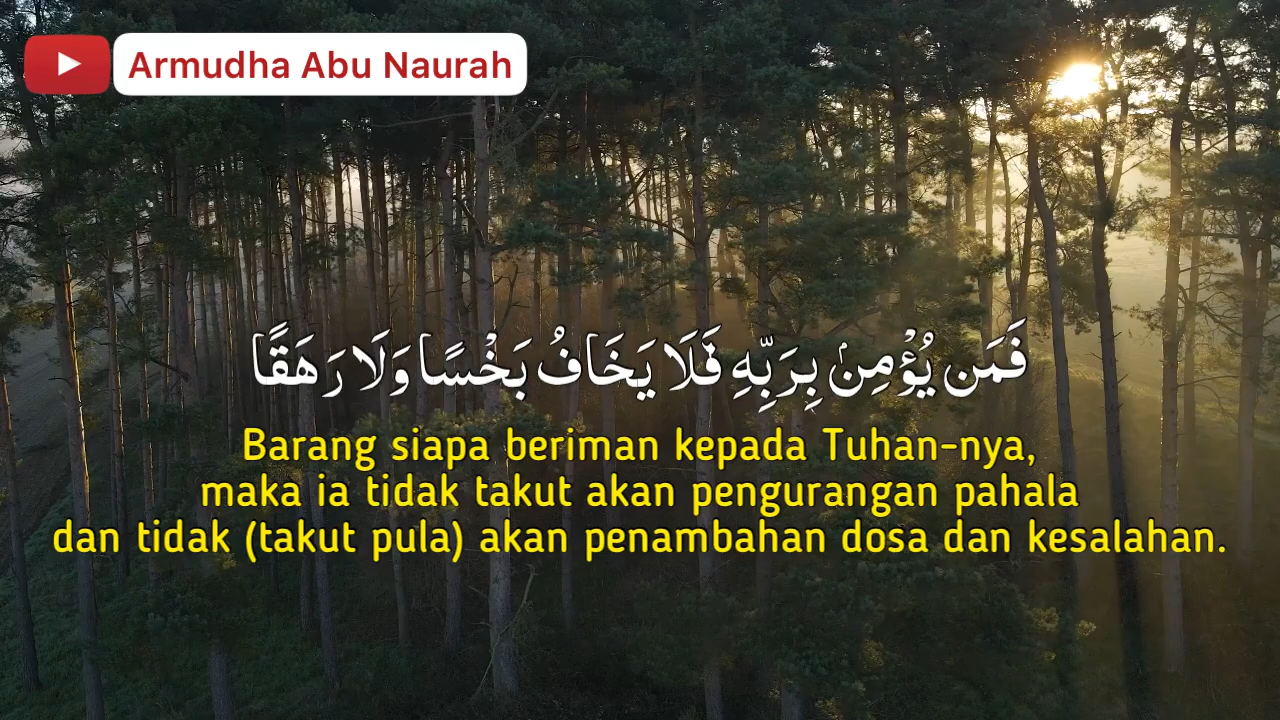 Armudha Abu Naurah
فَمَن يُؤْمِنۢ بِرَبِّهِ فَلَا يَخَافُ بَخْسًا وَلَا رَهَقًا
Barang siapa beriman kepada Tuhan-nya,
maka ia tidak takut akan pengurangan pahala
dan tidak (takut pula) akan penambahan dosa dan kesalahan.